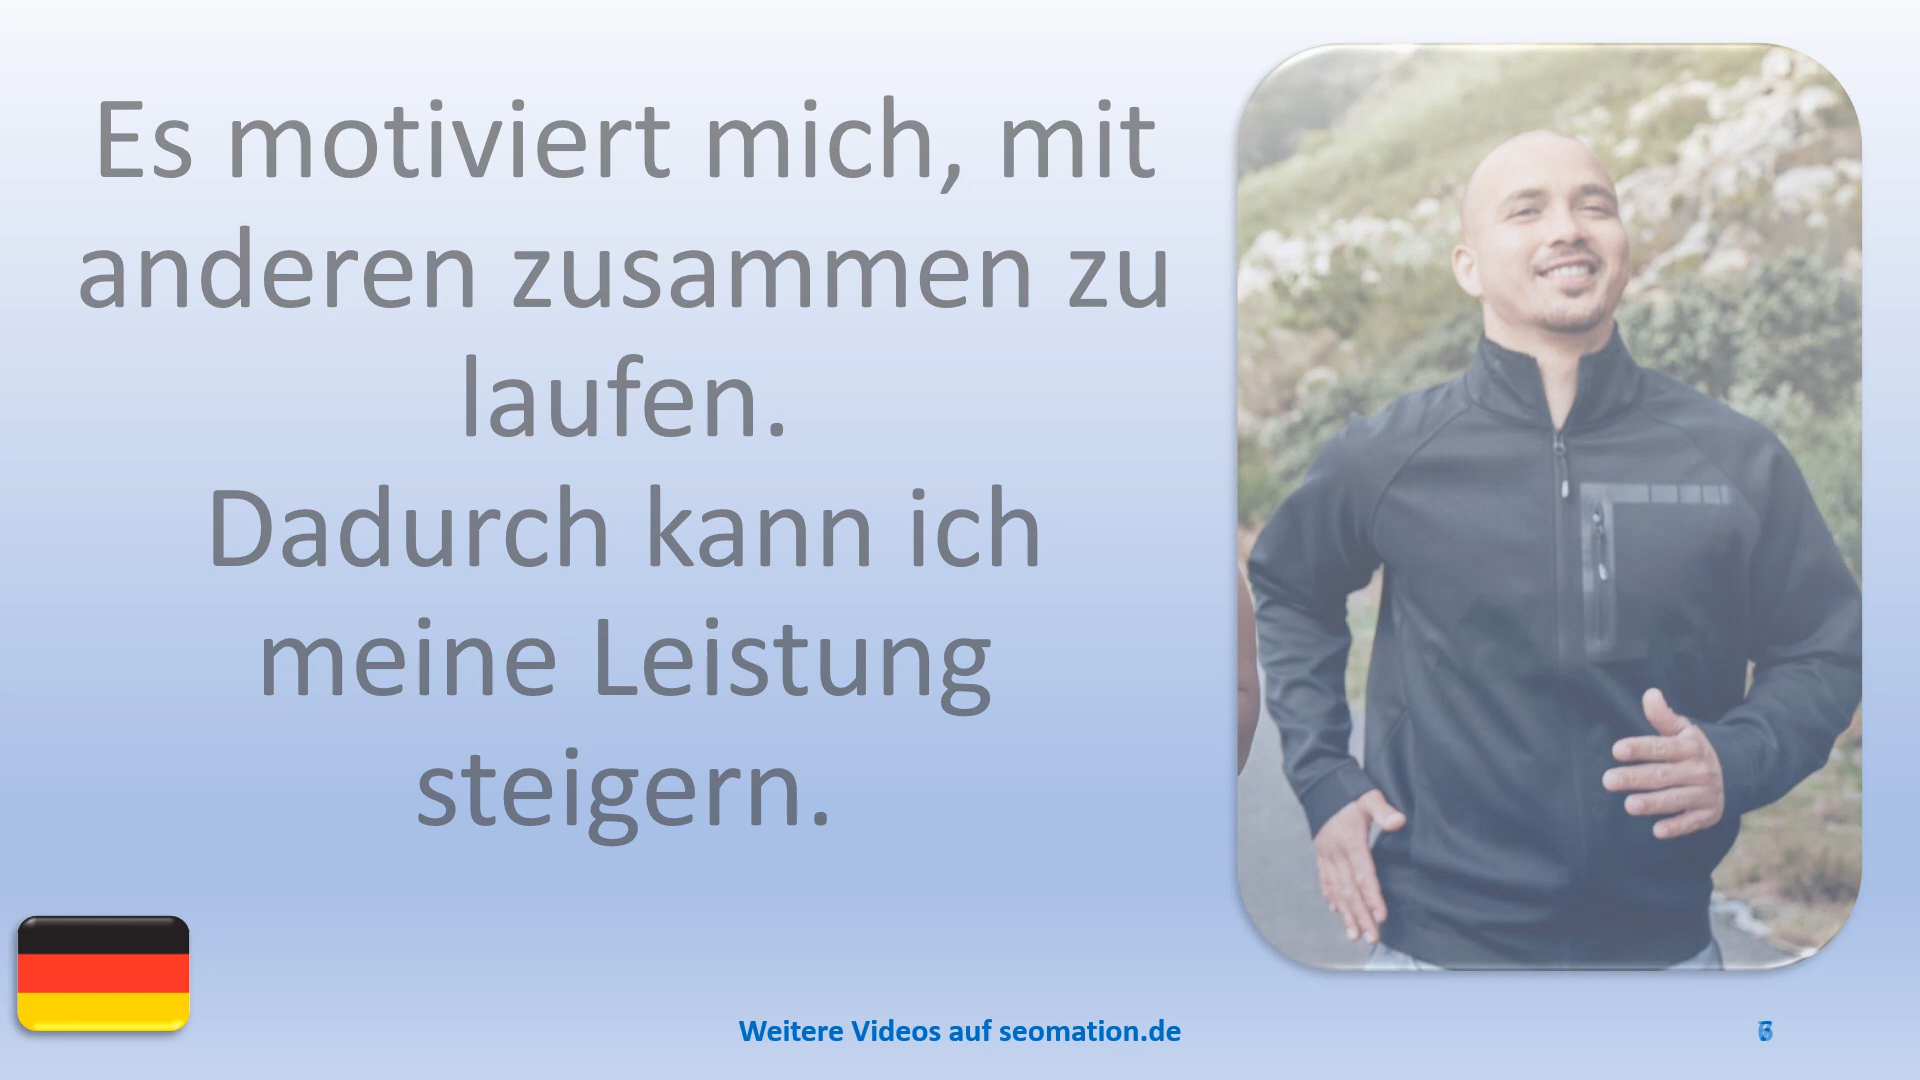 Es motiviert mich, mit
anderen zusammen zu
laufen.
Dadurch kann ich
meine Leistung
steigern.
Weitere Videos auf seomation.de